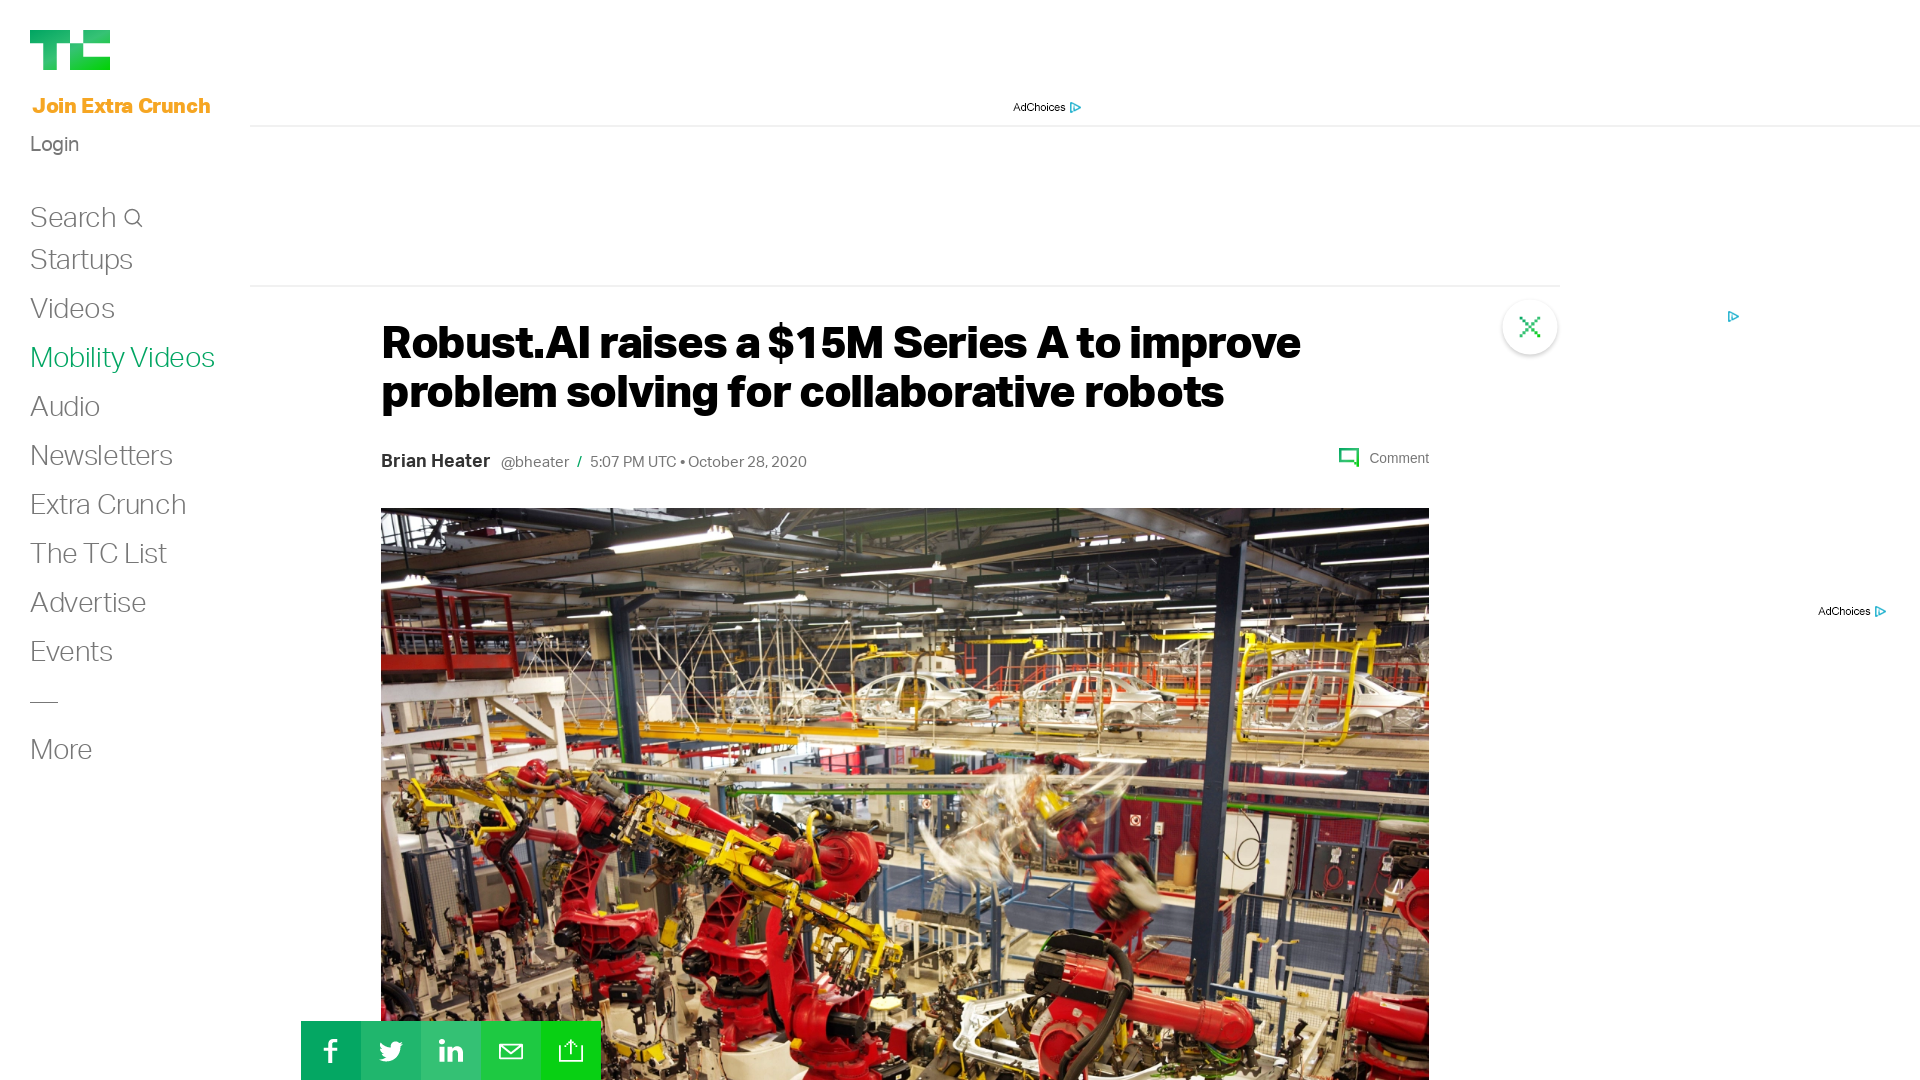 TC
Join Extra Crunch
Login
Search
Startups
Videos
Mobility Videos
Audio
Newsletters
Extra Crunch
The TC List
Advertise
Events
More
AdChoices
Robust.AI raises a $15M Series A to improve
problem solving for collaborative robots
Brian Heater @bheater / 5:07 PM UTC • October 28, 2020
Comment
AdChoices